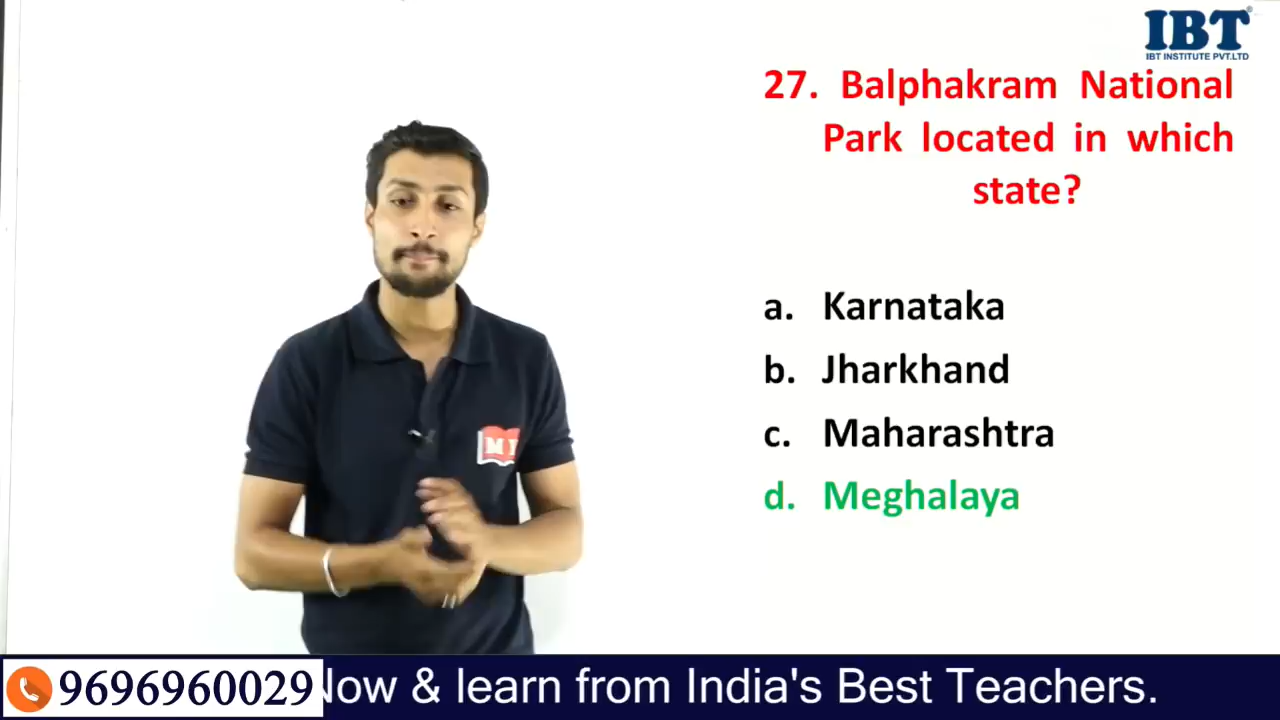 IBT
IBT INSTITUTE PVT.LTD
27. Balphakram National
Park located in which
state?
a. Karnataka
b. Jharkhand
c. Maharashtra
d. Meghalaya
M Y
9696960029 Now & learn from India's Best Teachers.